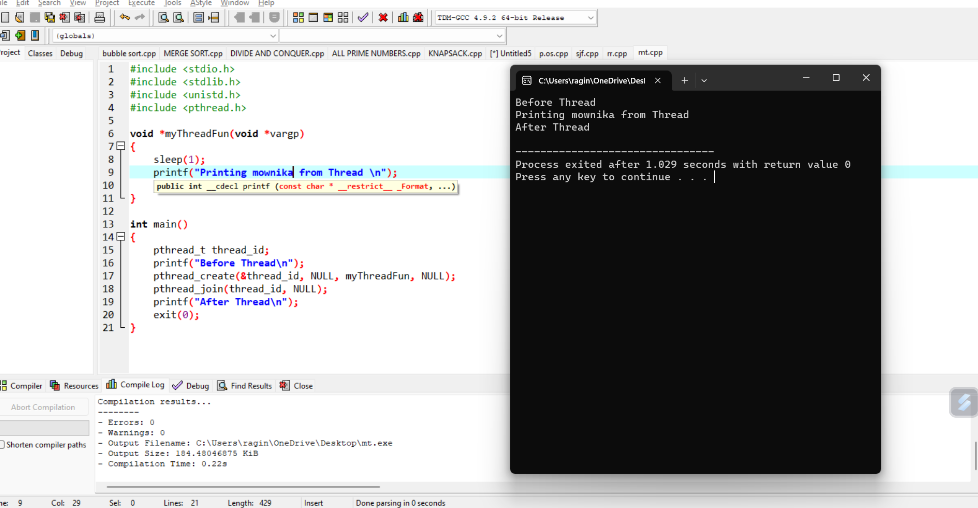 Edit Search View Project Execute Tools AStyle Window Help
TDM-GCC 4.9.2 64-bit Release
(globals)
Project Classes Debug
bubble sort.cpp MERGE SORT.cpp DIVIDE AND CONQUER.cpp ALL PRIME NUMBERS.cpp KNAPSACK.cpp [*] Untitled5 p.os.cpp sjf.cpp rr.cpp mt.cpp
1 #include <stdio.h>
2 #include <stdlib.h>
3 #include <unistd.h>
4 #include <pthread.h>
5
6 void *myThreadFun(void *vargp)
7 {
8 sleep(1);
9 printf("Printing mownika from Thread \n");
10 public int __cdecl printf (const char * __restrict__ _Format, ...)
11 }
12
13 int main()
14 {
15 pthread_t thread_id;
16 printf("Before Thread\n");
17 pthread_create(&thread_id, NULL, myThreadFun, NULL);
18 pthread_join(thread_id, NULL);
19 printf("After Thread\n");
20 exit(0);
21 }
C:\Users\ragin\OneDrive\Desl
Before Thread
Printing mownika from Thread
After Thread
--------------------------------
Process exited after 1.029 seconds with return value 0
Press any key to continue . . .
Compiler Resources Compile Log Debug Find Results Close
Abort Compilation
Shorten compiler paths
Compilation results...
--------
- Errors: 0
- Warnings: 0
- Output Filename: C:\Users\ragin\OneDrive\Desktop\mt.exe
- Output Size: 184.48046875 KiB
- Compilation Time: 0.22s
9 Col: 29 Sel: 0 Lines: 21 Length: 429 Insert Done parsing in 0 seconds